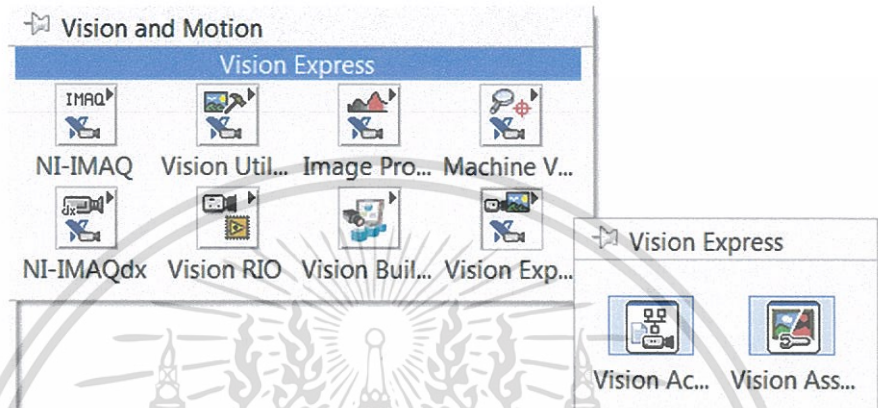 Vision and Motion
Vision Express
IMAQ
NI-IMAQ Vision Util... Image Pro... Machine V...
dx
NI-IMAQdx Vision RIO Vision Buil... Vision Exp...
Vision Express
Vision Ac... Vision Ass...